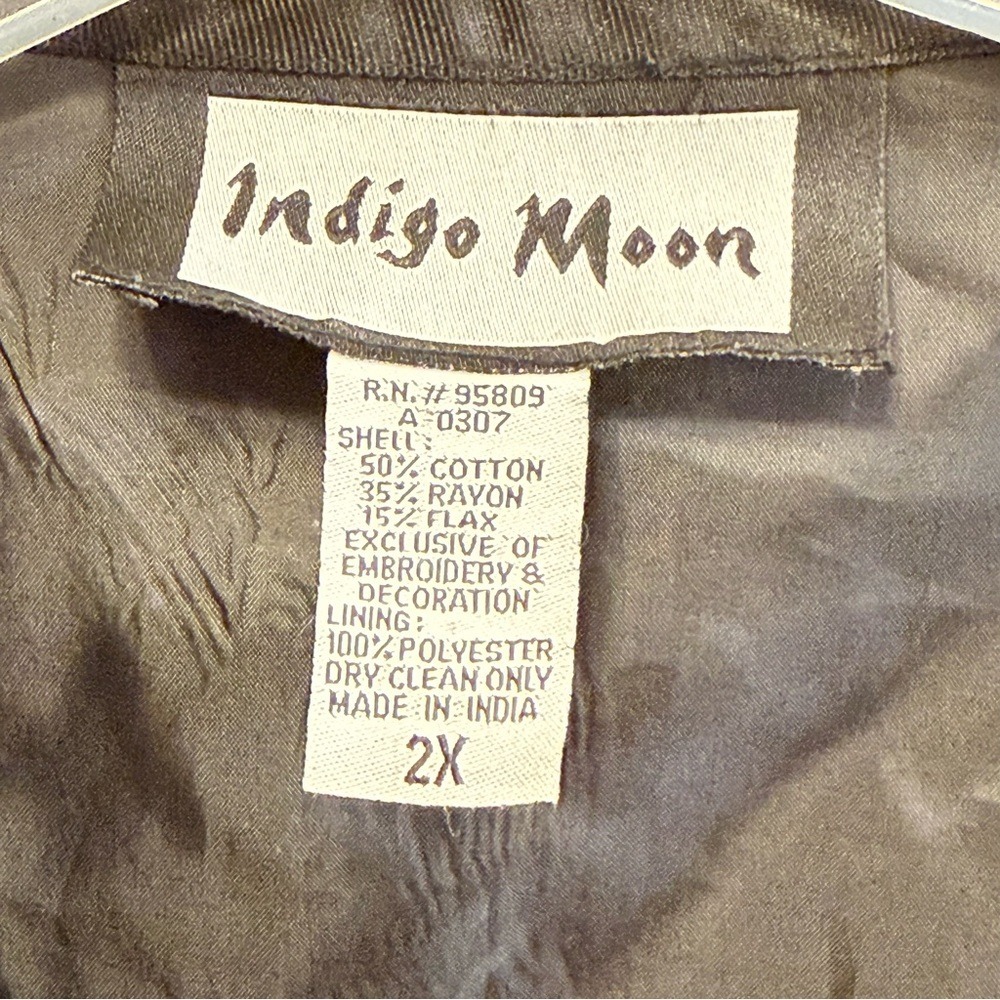 Indigo Moon
R.N.# 95809
A-0307
SHELL:
50% COTTON
35% RAYON
15% FLAX
EXCLUSIVE OF
EMBROIDERY &
DECORATION
LINING:
100% POLYESTER
DRY CLEAN ONLY
MADE IN INDIA
2X